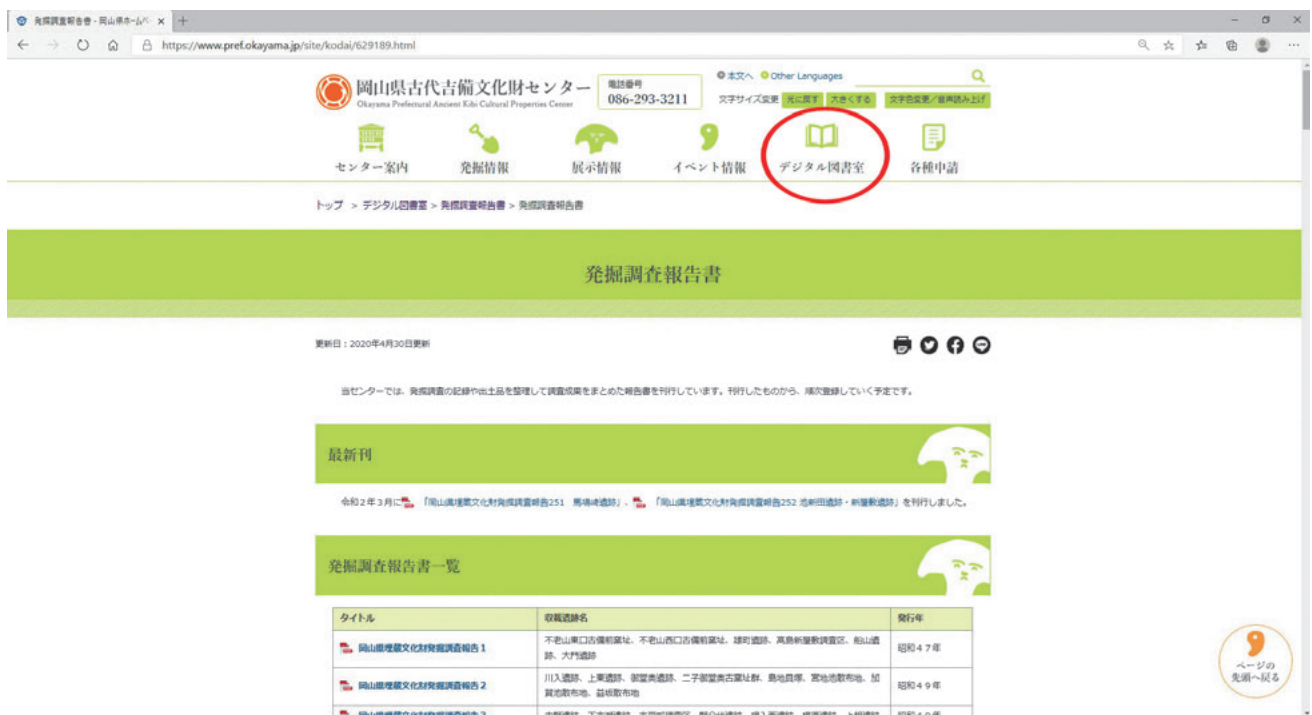 発掘調査報告書 - 岡山県ホームペ
https://www.pref.okayama.jp/site/kodai/629189.html
岡山県古代吉備文化財センター
Okayama Prefectural Ancient Kibi Cultural Properties Center
電話番号
086-293-3211
本文へ Other Languages
文字サイズ変更 元に戻す 大きくする 文字色変更/音声読み上げ
センター案内 発掘情報 展示情報 イベント情報 デジタル図書室 各種申請
トップ > デジタル図書室 > 発掘調査報告書 > 発掘調査報告書
発掘調査報告書
更新日:2020年4月30日更新
当センターでは、発掘調査の記録や出土品を整理して調査成果をまとめた報告書を刊行しています。刊行したものから、順次登録していく予定です。
最新刊
令和2年3月に「岡山県埋蔵文化財発掘調査報告251 馬場崎遺跡」、「岡山県埋蔵文化財発掘調査報告252 池新田遺跡・新屋敷遺跡」を刊行しました。
発掘調査報告書一覧
タイトル 収載遺跡名 発行年
岡山県埋蔵文化財発掘調査報告1 不老山東口古備前窯址、不老山西口古備前窯址、雄町遺跡、高島新屋敷調査区、船山遺跡、大門遺跡 昭和47年
岡山県埋蔵文化財発掘調査報告2 川入遺跡、上東遺跡、御堂奥遺跡、二子御堂奥古窯址群、島地貝塚、宮地池散布地、加賀池散布地、益坂散布地 昭和49年
ページの
先頭へ戻る